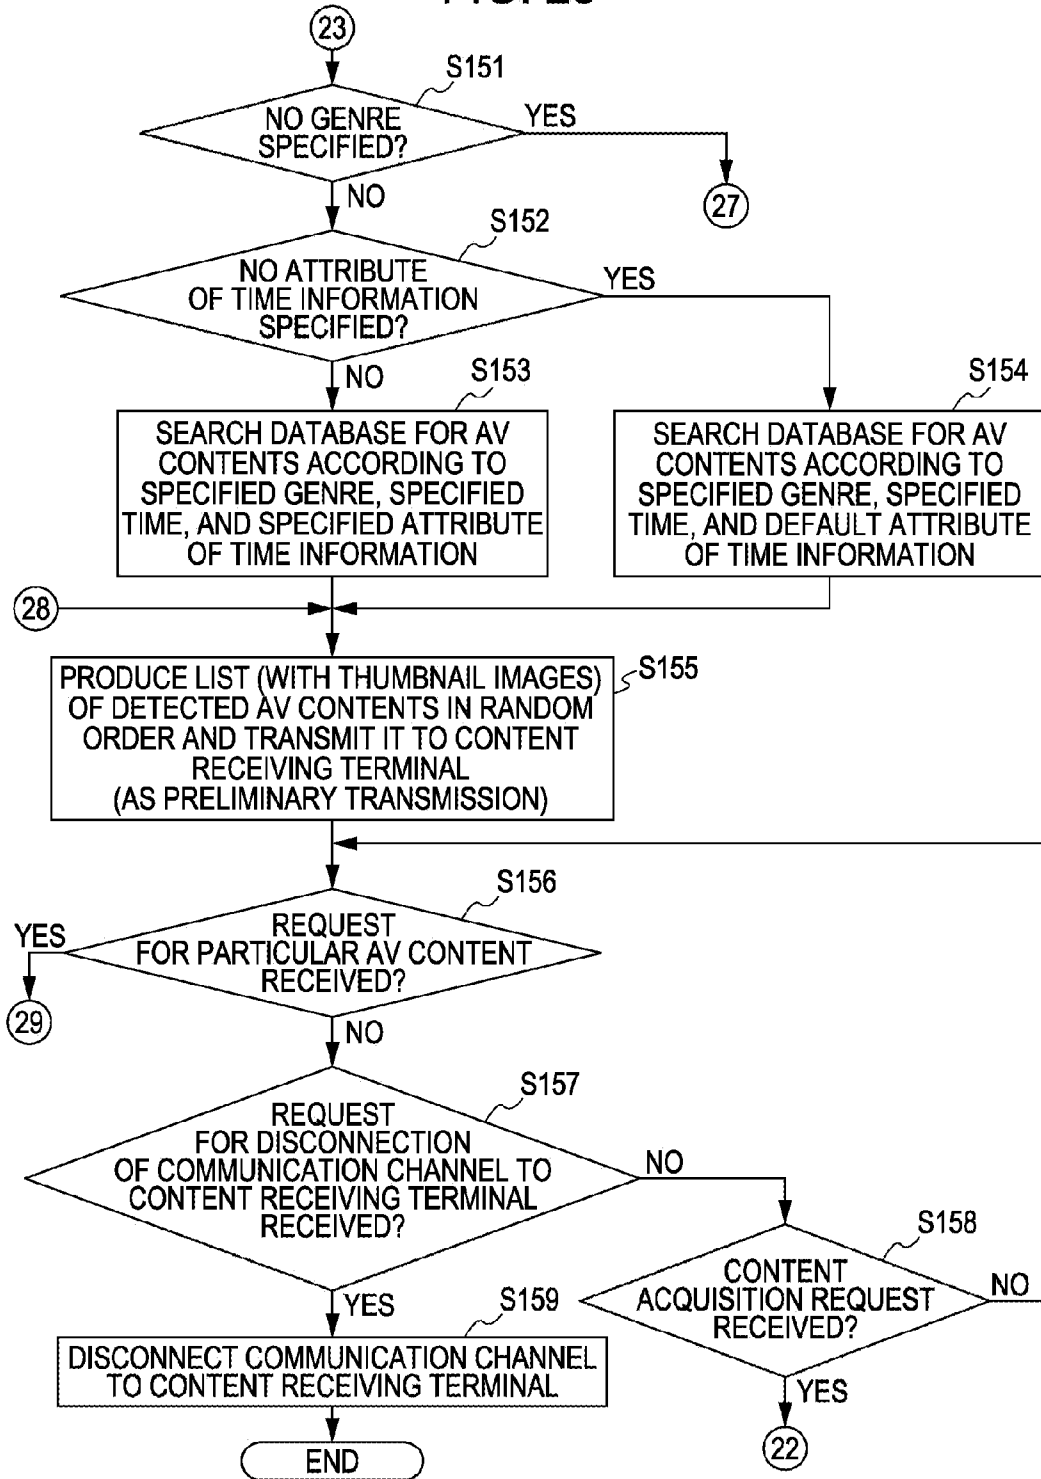 23
S151
NO GENRE
SPECIFIED?
YES
27
NO
S152
NO ATTRIBUTE
OF TIME INFORMATION
SPECIFIED?
YES
NO
S153
SEARCH DATABASE FOR AV
CONTENTS ACCORDING TO
SPECIFIED GENRE, SPECIFIED
TIME, AND SPECIFIED ATTRIBUTE
OF TIME INFORMATION
S154
SEARCH DATABASE FOR AV
CONTENTS ACCORDING TO
SPECIFIED GENRE, SPECIFIED
TIME, AND DEFAULT ATTRIBUTE
OF TIME INFORMATION
28
S155
PRODUCE LIST (WITH THUMBNAIL IMAGES)
OF DETECTED AV CONTENTS IN RANDOM
ORDER AND TRANSMIT IT TO CONTENT
RECEIVING TERMINAL
(AS PRELIMINARY TRANSMISSION)
S156
REQUEST
FOR PARTICULAR AV CONTENT
RECEIVED?
YES
29
NO
S157
REQUEST
FOR DISCONNECTION
OF COMMUNICATION CHANNEL TO
CONTENT RECEIVING TERMINAL
RECEIVED?
NO
S158
CONTENT
ACQUISITION REQUEST
RECEIVED?
NO
YES
22
YES
S159
DISCONNECT COMMUNICATION CHANNEL
TO CONTENT RECEIVING TERMINAL
END